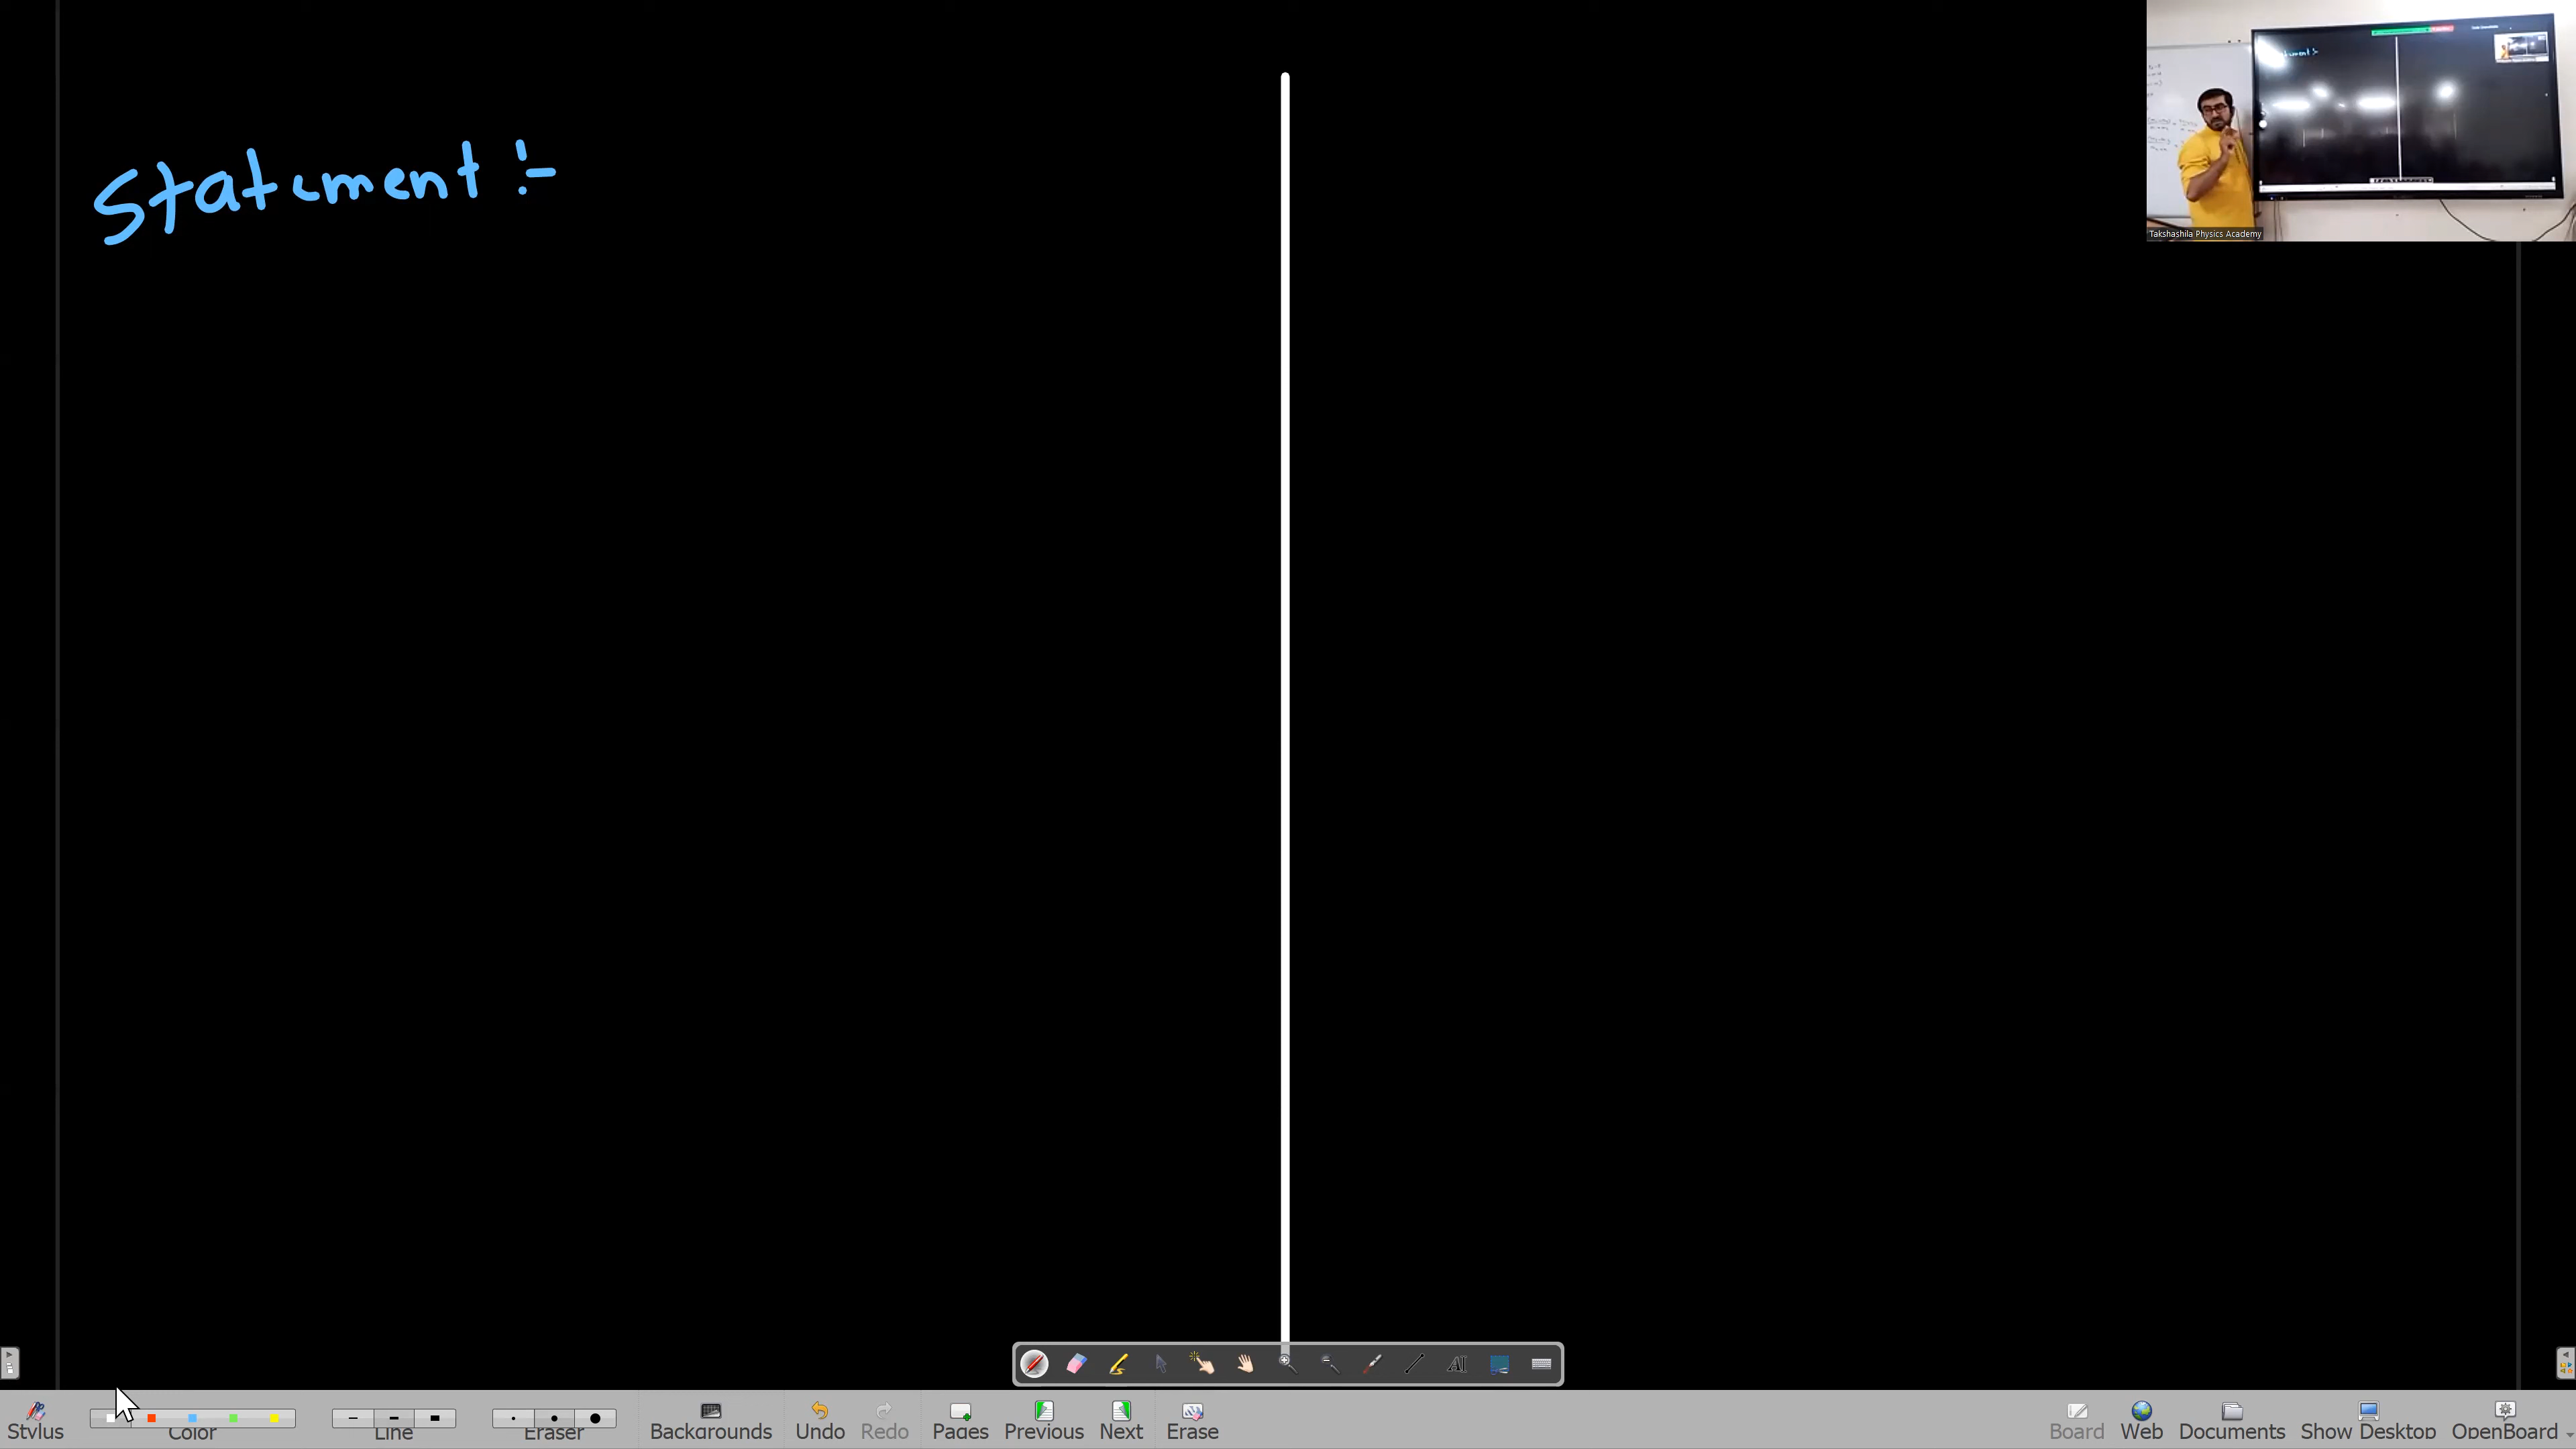 Statement :-
Takshashila Physics Academy
Stylus
Color
Line
Eraser
Backgrounds
Undo
Redo
Pages
Previous
Next
Erase
Board
Web
Documents
Show Desktop
OpenBoard